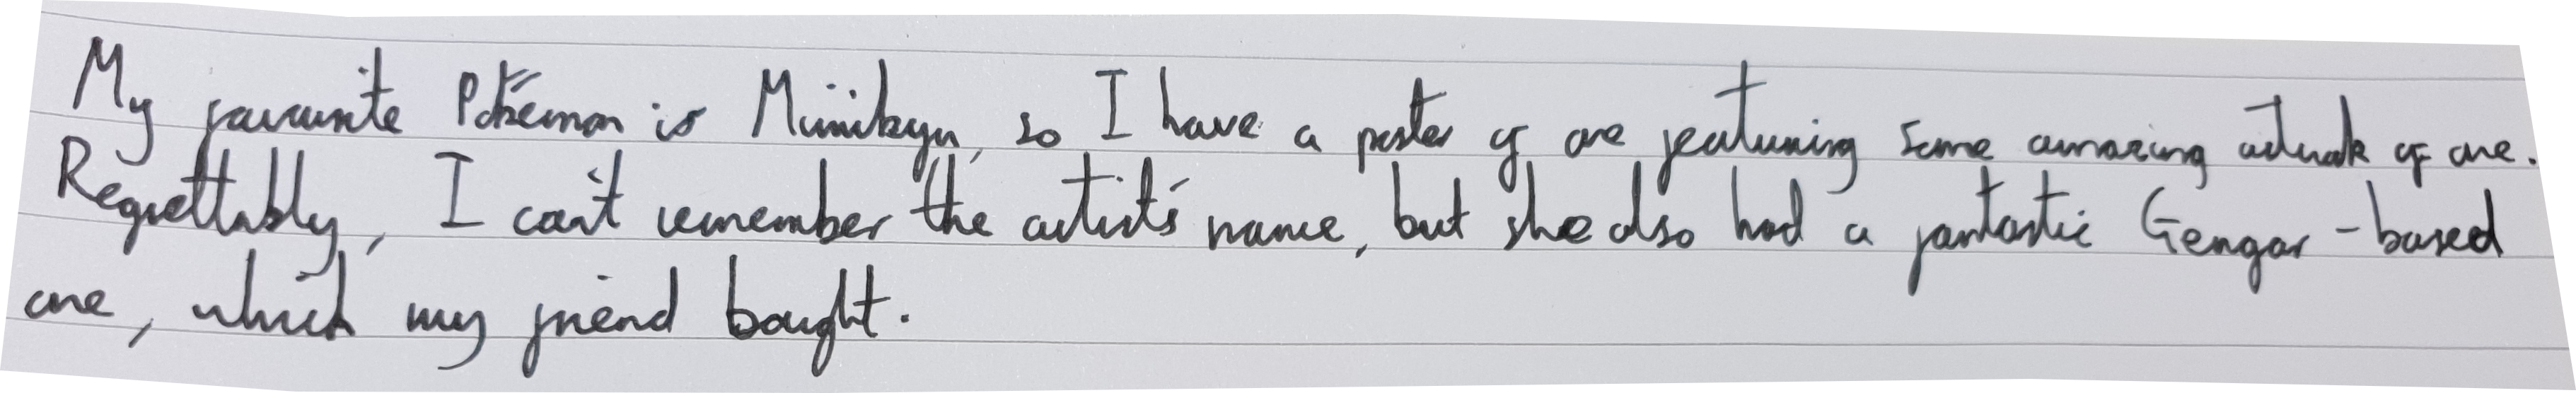 My favourite Pokémon is Mimikyu, so I have a poster of one featuring some amazing artwork of one.
Regrettably, I can't remember the artist's name, but she also had a fantastic Gengar-based
one, which my friend bought.